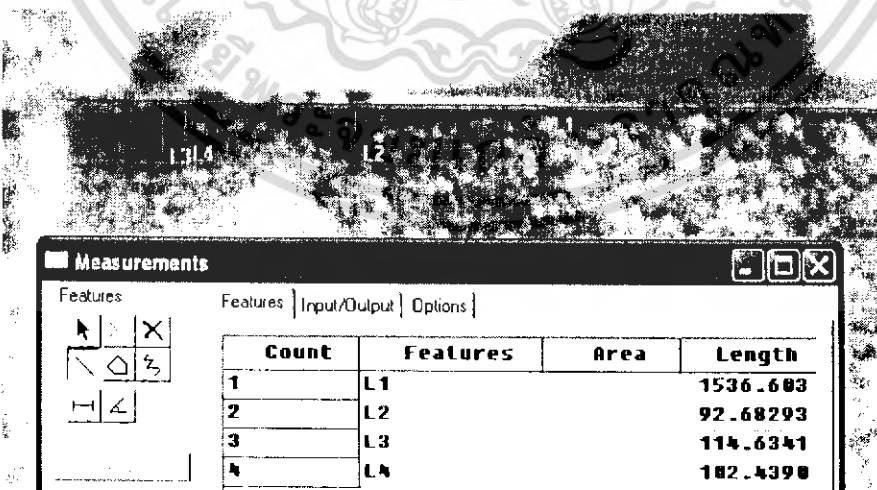 L3L4
L2
Measurements
Features
Features Input/Output Options
Count Features Area Length
1 L1 1536.603
2 L2 92.68293
3 L3 114.6341
4 L4 102.4390